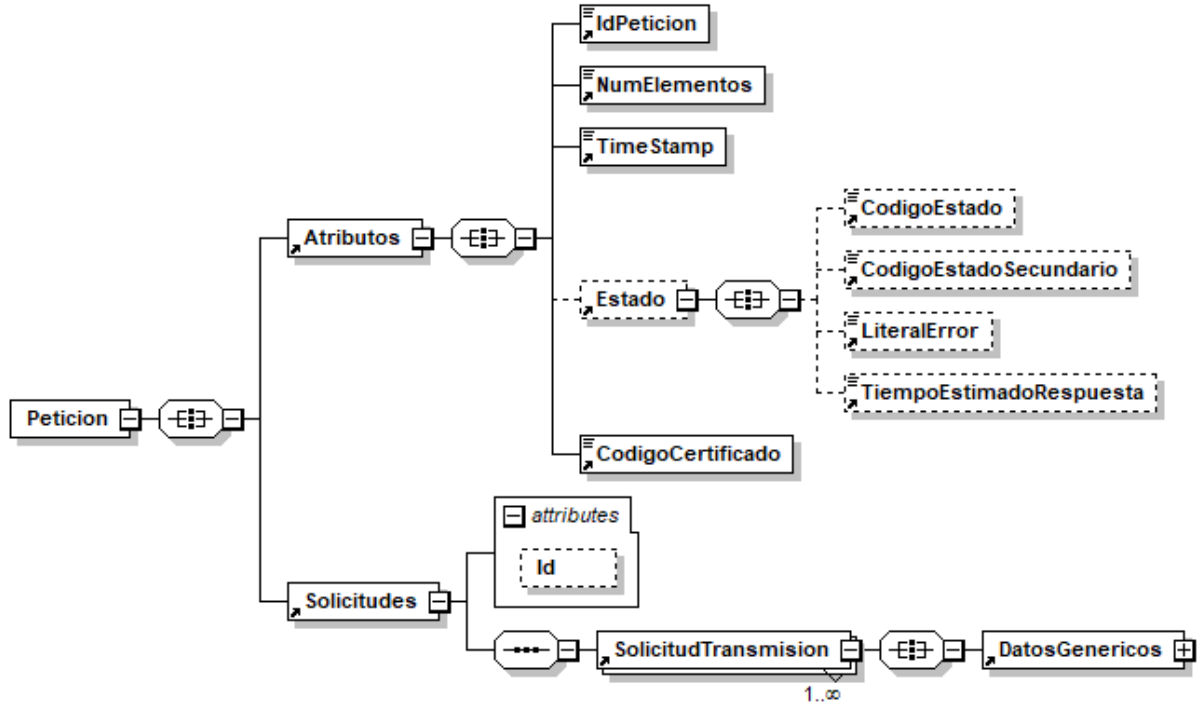 IdPeticion
NumElementos
TimeStamp
CodigoEstado
Atributos
CodigoEstadoSecundario
Estado
LiteralError
TiempoEstimadoRespuesta
Peticion
CodigoCertificado
attributes
Id
Solicitudes
SolicitudTransmision
DatosGenericos
1..∞